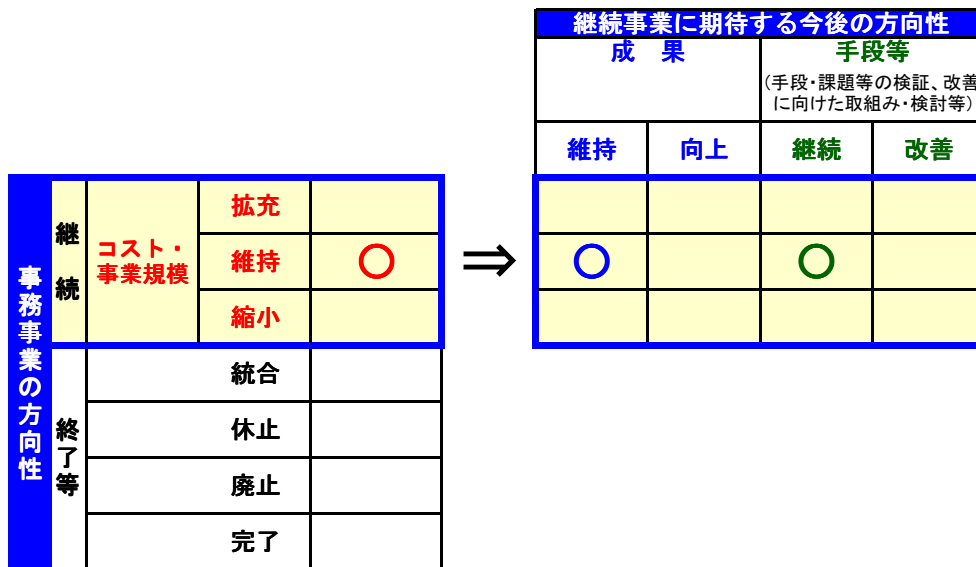 継続事業に期待する今後の方向性
成　果
手段等
(手段・課題等の検証、改善
に向けた取組み・検討等)
維持
向上
継続
改善
事務事業の方向性
継続
コスト・
事業規模
拡充
維持
○
⇒
○
○
縮小
終了等
統合
休止
廃止
完了